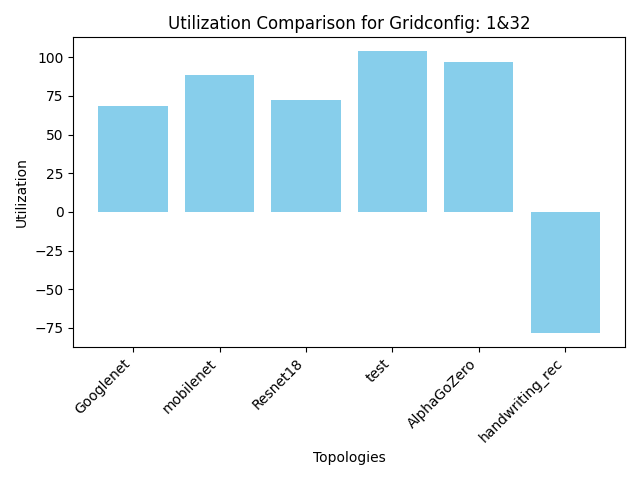 Utilization Comparison for Gridconfig: 1&32
Utilization
100
75
50
25
0
−25
−50
−75
Googlenet
mobilenet
Resnet18
test
AlphaGoZero
handwriting_rec
Topologies